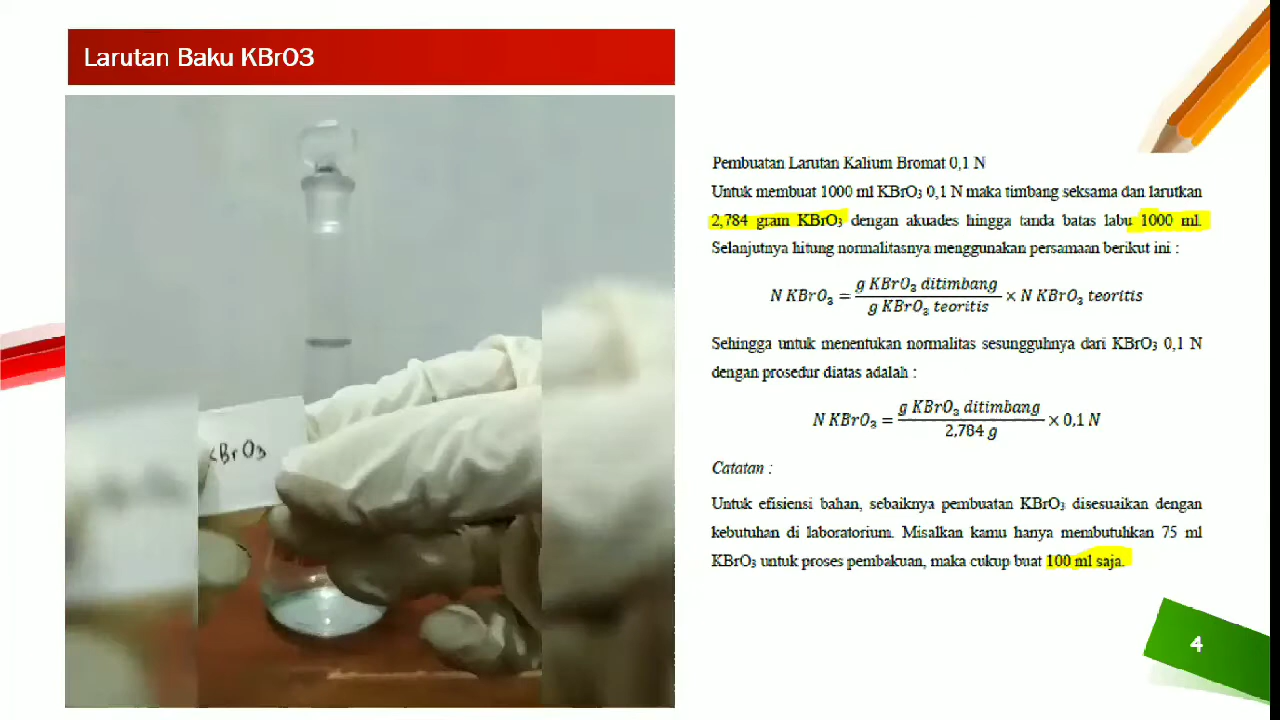 Larutan Baku KBrO3
Pembuatan Larutan Kalium Bromat 0,1 N
Untuk membuat 1000 ml KBrO₃ 0,1 N maka timbang seksama dan larutkan
2,784 gram KBrO₃ dengan akuades hingga tanda batas labu 1000 ml.
Selanjutnya hitung normalitasnya menggunakan persamaan berikut ini :
N KBrO₃ = g KBrO₃ ditimbang / g KBrO₃ teoritis × N KBrO₃ teoritis
Sehingga untuk menentukan normalitas sesungguhnya dari KBrO₃ 0,1 N
dengan prosedur diatas adalah :
N KBrO₃ = g KBrO₃ ditimbang / 2,784 g × 0,1 N
Catatan :
Untuk efisiensi bahan, sebaiknya pembuatan KBrO₃ disesuaikan dengan
kebutuhan di laboratorium. Misalkan kamu hanya membutuhkan 75 ml
KBrO₃ untuk proses pembakuan, maka cukup buat 100 ml saja.
KBrO3
4